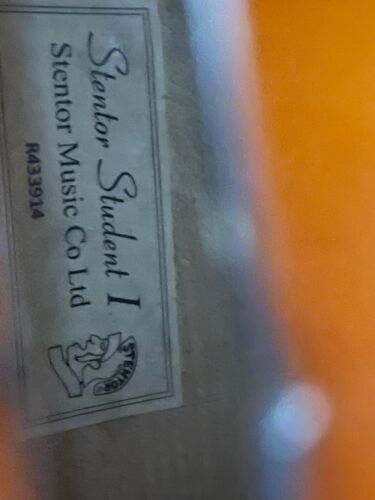 Stentor Student I
Stentor Music Co Ltd
R433914
STENTOR